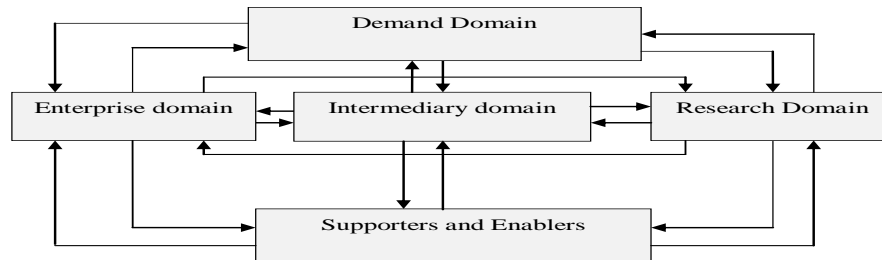 Demand Domain
Enterprise domain
Intermediary domain
Research Domain
Supporters and Enablers